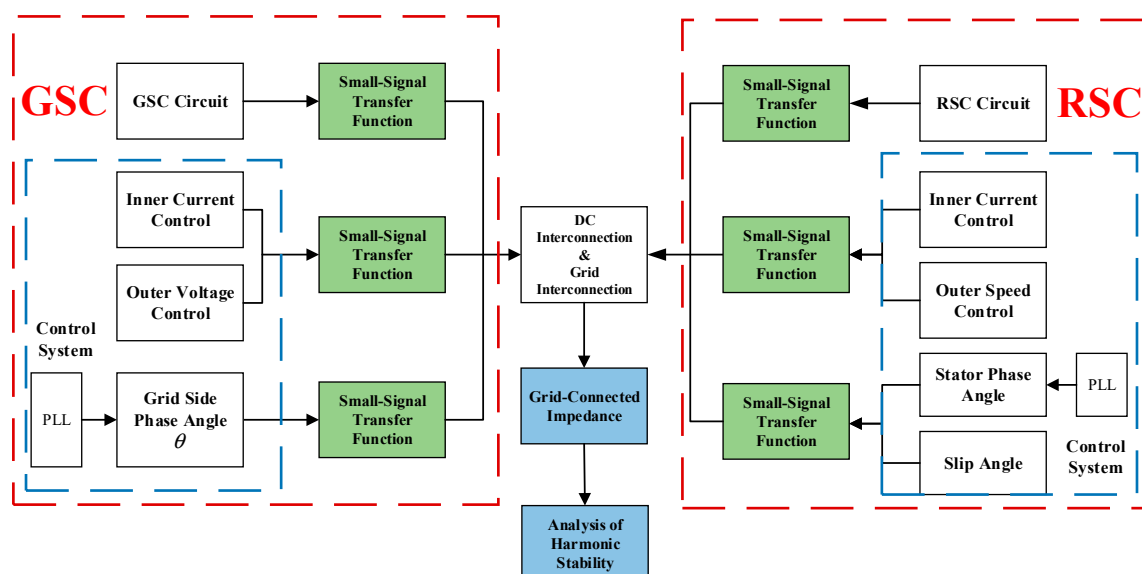 GSC
GSC Circuit
Small-Signal
Transfer
Function
Inner Current
Control
Outer Voltage
Control
Small-Signal
Transfer
Function
Control
System
PLL
Grid Side
Phase Angle
θ
Small-Signal
Transfer
Function
DC
Interconnection
&
Grid
Interconnection
Grid-Connected
Impedance
Analysis of
Harmonic
Stability
Small-Signal
Transfer
Function
RSC Circuit
RSC
Small-Signal
Transfer
Function
Inner Current
Control
Outer Speed
Control
Small-Signal
Transfer
Function
Stator Phase
Angle
PLL
Slip Angle
Control
System